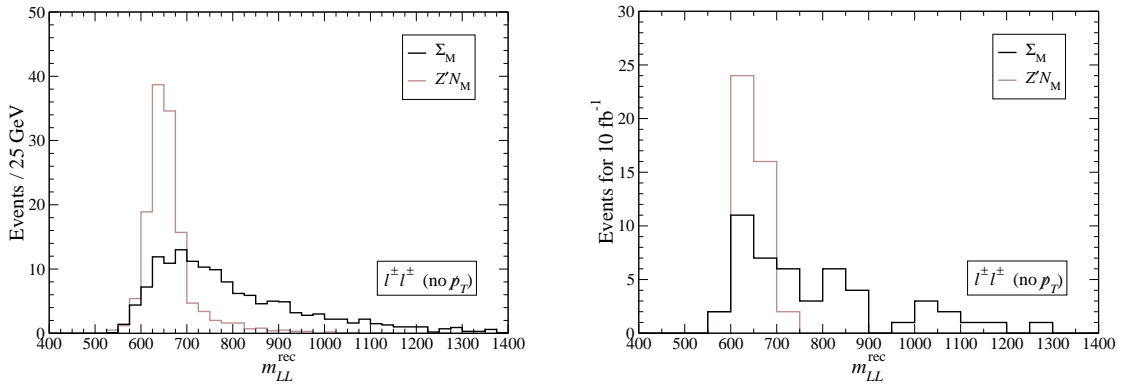 50
40
30
20
10
0
Events / 25 GeV
Σ_M
Z′N_M
l^± l^± (no p̸_T)
400 500 600 700 800 900 1000 1100 1200 1300 1400
m_LL^rec
30
25
20
15
10
5
0
Events for 10 fb^-1
Σ_M
Z′N_M
l^± l^± (no p̸_T)
400 500 600 700 800 900 1000 1100 1200 1300 1400
m_LL^rec